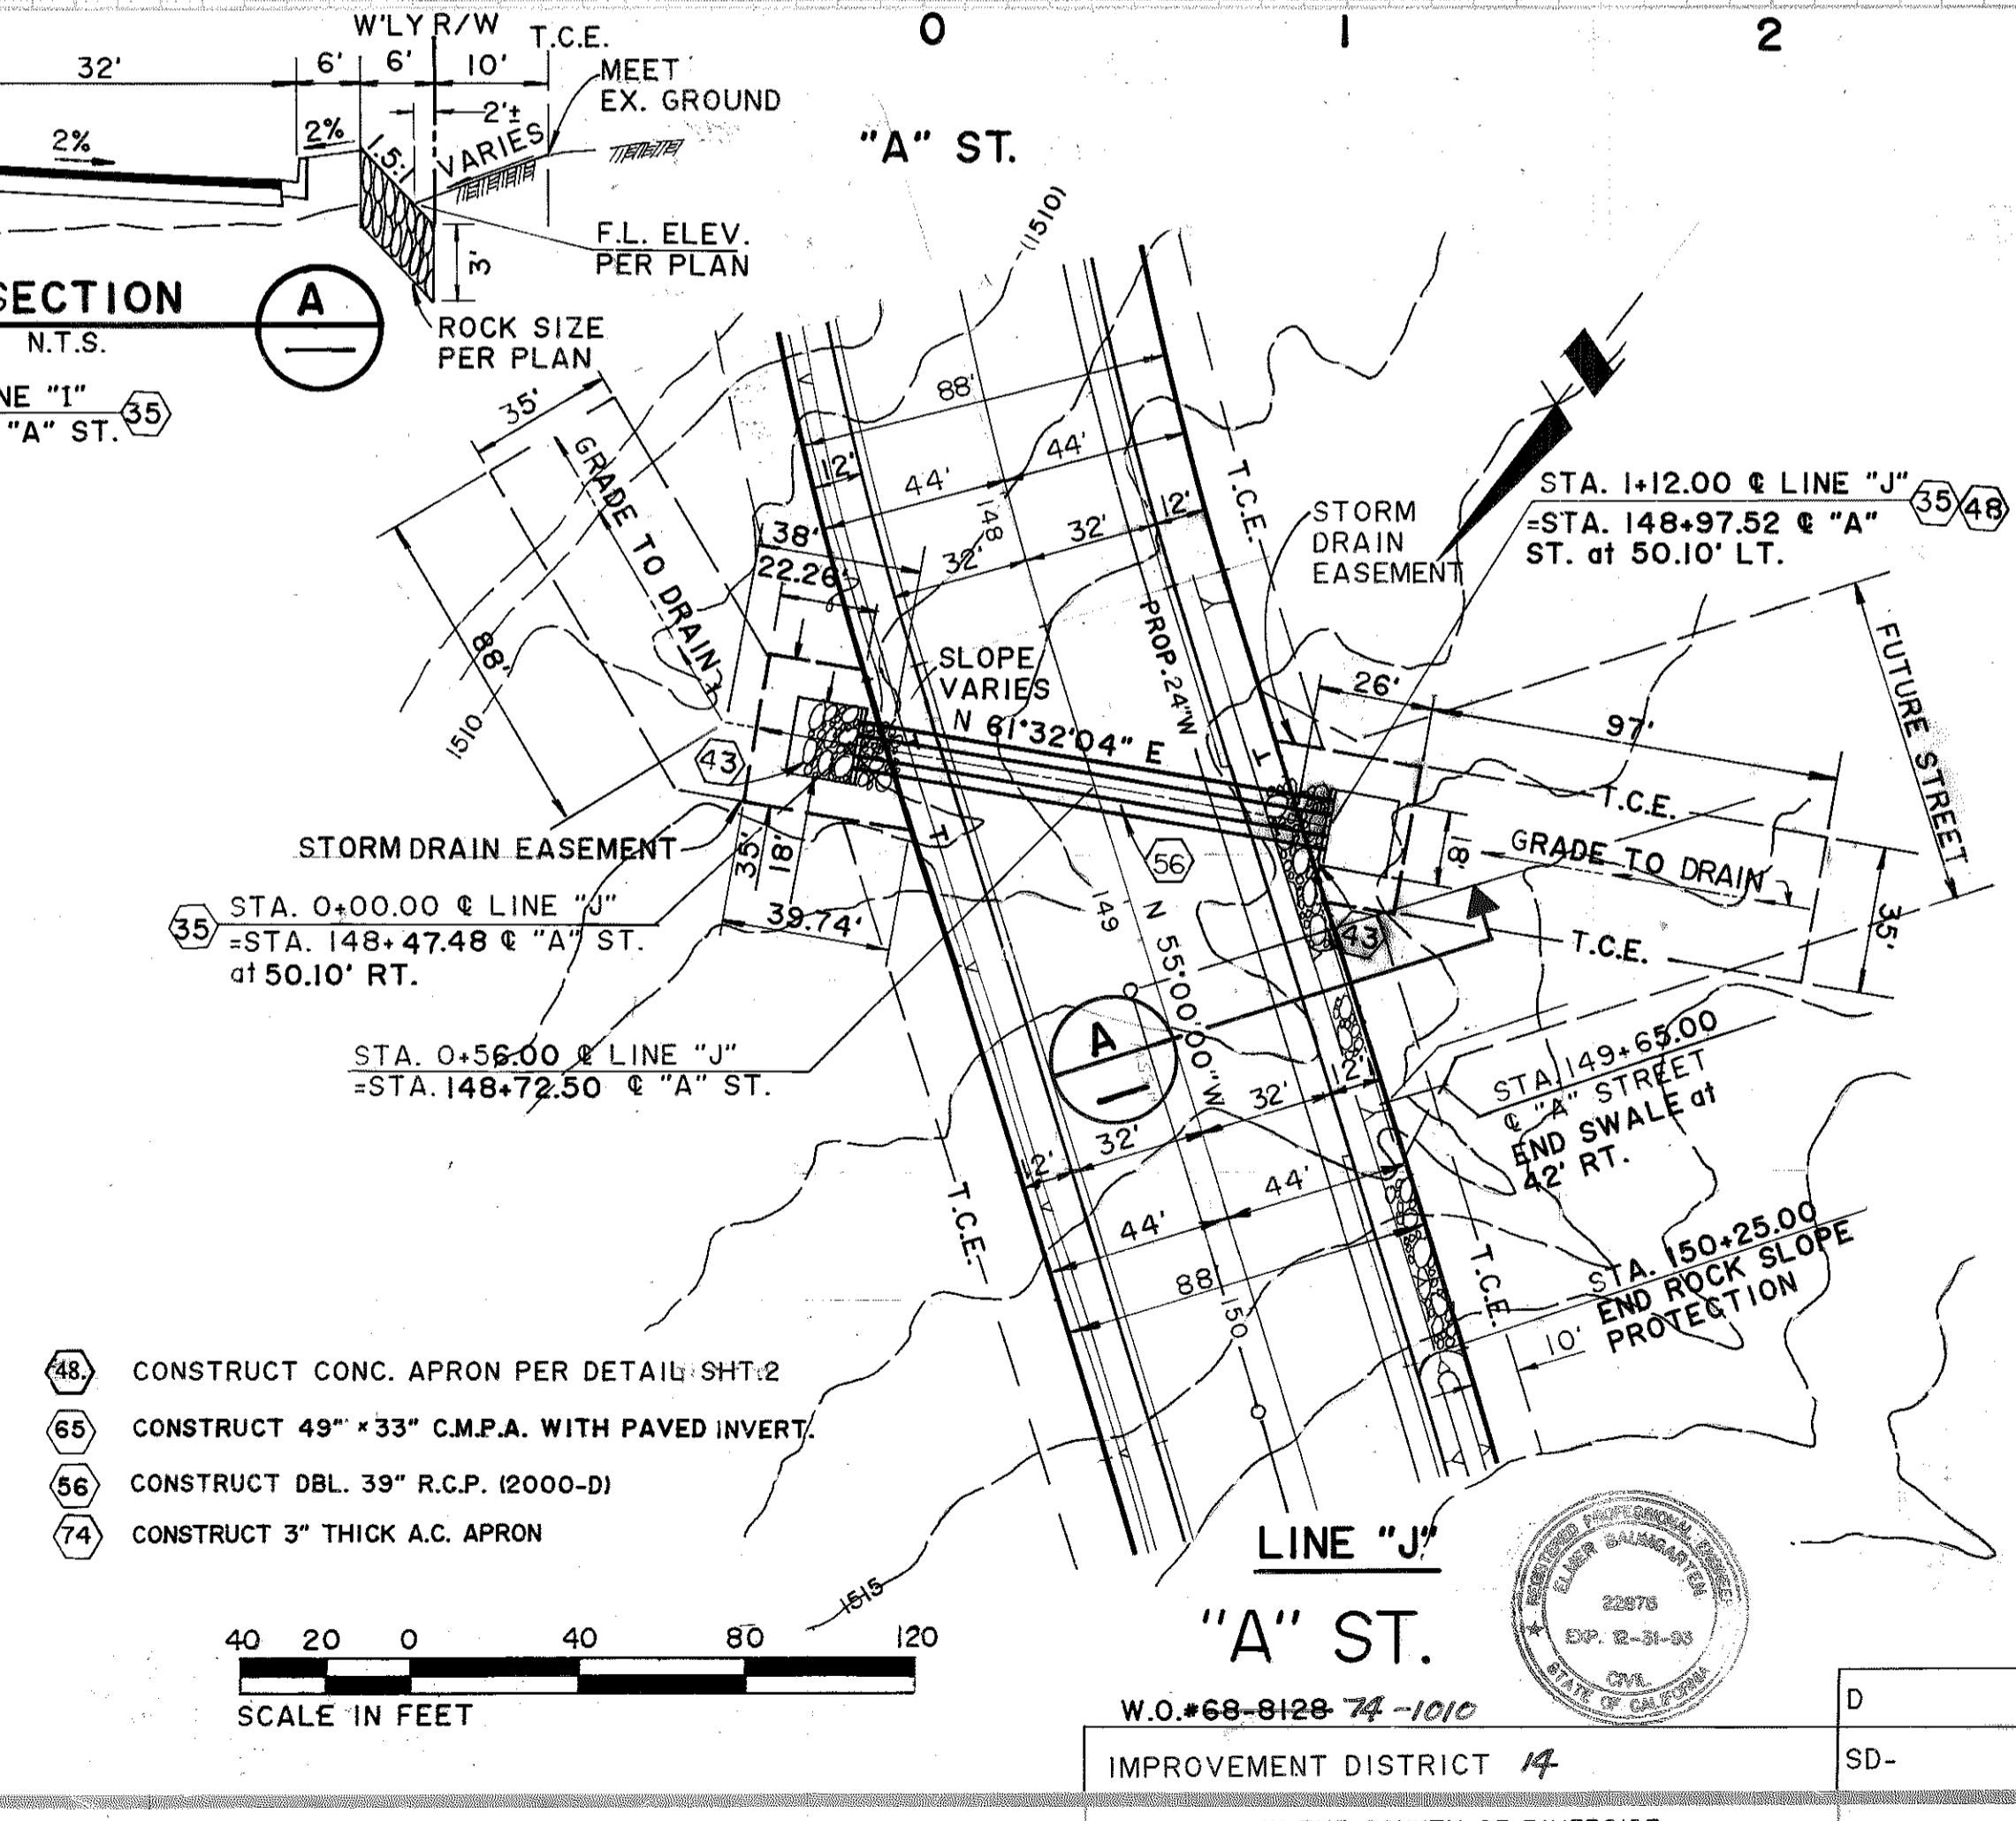 0 1 2
W'LY R/W
T.C.E.
32' 6' 6' 10'
MEET
EX. GROUND
2'±
2% 2%
1.5:1
VARIES
"A" ST.
F.L. ELEV.
PER PLAN
3'
SECTION
A
N.T.S.
ROCK SIZE
PER PLAN
NE "I"
"A" ST.
35
(1510)
35'
GRADE TO DRAIN
88'
1510
88'
44'
44'
12'
12'
32'
32'
148
T.C.E.
38'
22.26'
STORM
DRAIN
EASEMENT
STA. 1+12.00 ℄ LINE "J"
=STA. 148+97.52 ℄ "A"
ST. at 50.10' LT.
35
48
SLOPE
VARIES
N 61°32'04" E
PROP. 24" W
26'
97'
FUTURE STREET
T.C.E.
18'
GRADE TO DRAIN
35'
T.C.E.
43
43
56
STORM DRAIN EASEMENT
35'
18'
39.74'
35
STA. 0+00.00 ℄ LINE "J"
=STA. 148+47.48 ℄ "A" ST.
at 50.10' RT.
149
N 55°00'00" W
STA. 0+56.00 ℄ LINE "J"
=STA. 148+72.50 ℄ "A" ST.
A
STA. 149+65.00
℄ "A" STREET
END SWALE at
42' RT.
12'
32'
32'
12'
44'
44'
88'
150
T.C.E.
T.C.E.
STA. 150+25.00
END ROCK SLOPE
PROTECTION
10'
48. CONSTRUCT CONC. APRON PER DETAIL SHT.2
65 CONSTRUCT 49" × 33" C.M.P.A. WITH PAVED INVERT.
56 CONSTRUCT DBL. 39" R.C.P. (2000-D)
74 CONSTRUCT 3" THICK A.C. APRON
1515
LINE "J"
"A" ST.
40 20 0 40 80 120
SCALE IN FEET
REGISTERED PROFESSIONAL ENGINEER
ELMER BAUMGARTEN
EXP. 12-31-93
CIVIL
STATE OF CALIFORNIA
W.O.#68-8128 74-1010
D
IMPROVEMENT DISTRICT 14
SD-